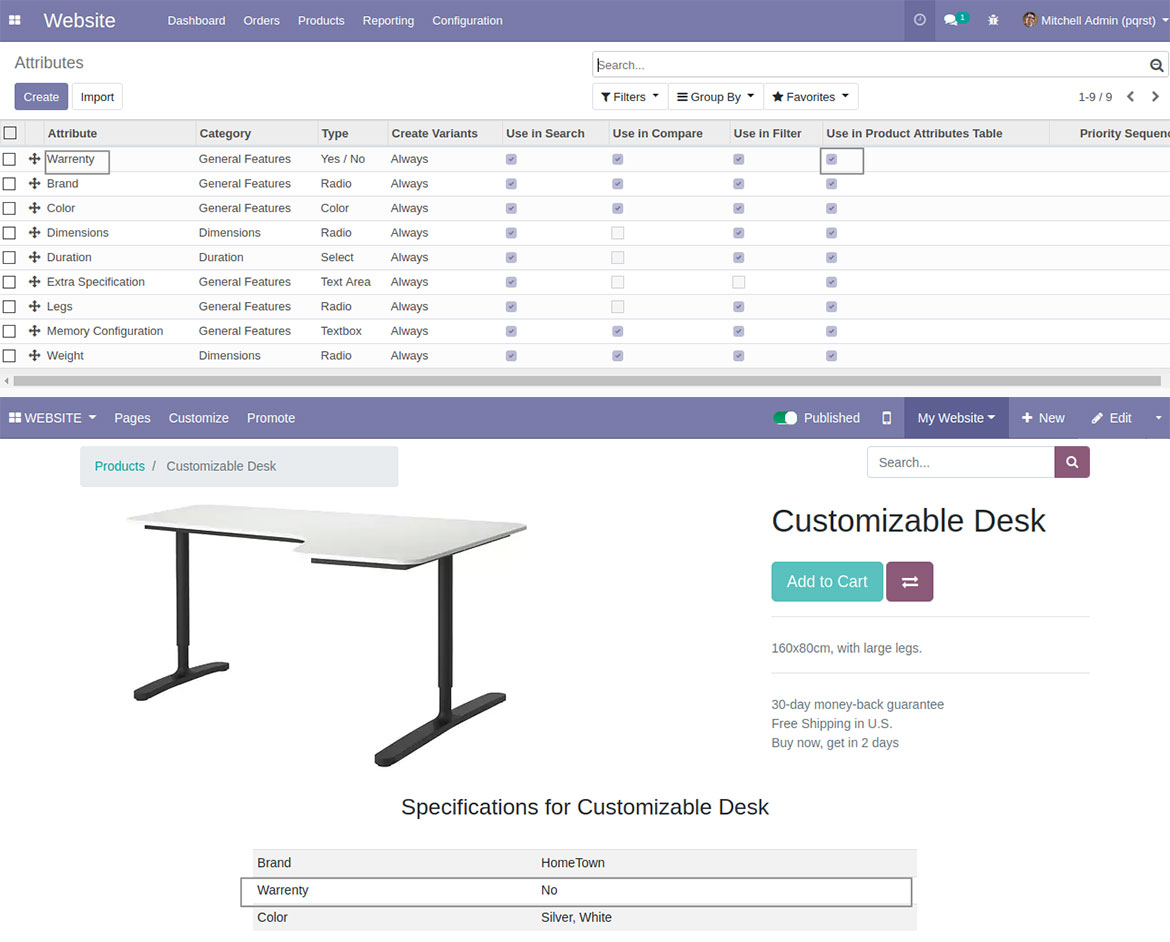 Website Dashboard Orders Products Reporting Configuration 1 Mitchell Admin (pqrst)
Attributes Search...
Create Import Filters Group By Favorites 1-9 / 9
Attribute Category Type Create Variants Use in Search Use in Compare Use in Filter Use in Product Attributes Table Priority Sequenc
Warrenty General Features Yes / No Always
Brand General Features Radio Always
Color General Features Color Always
Dimensions Dimensions Radio Always
Duration Duration Select Always
Extra Specification General Features Text Area Always
Legs General Features Radio Always
Memory Configuration General Features Textbox Always
Weight Dimensions Radio Always
WEBSITE Pages Customize Promote Published My Website New Edit
Products / Customizable Desk Search...
Customizable Desk
Add to Cart
160x80cm, with large legs.
30-day money-back guarantee
Free Shipping in U.S.
Buy now, get in 2 days
Specifications for Customizable Desk
Brand HomeTown
Warrenty No
Color Silver, White